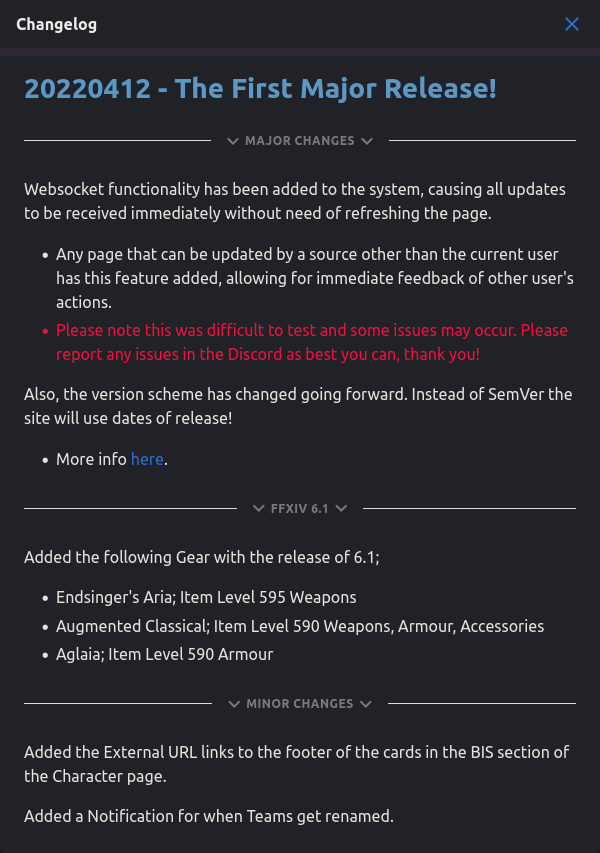 Changelog
20220412 - The First Major Release!
MAJOR CHANGES
Websocket functionality has been added to the system, causing all updates
to be received immediately without need of refreshing the page.
• Any page that can be updated by a source other than the current user
has this feature added, allowing for immediate feedback of other user's
actions.
• Please note this was difficult to test and some issues may occur. Please
report any issues in the Discord as best you can, thank you!
Also, the version scheme has changed going forward. Instead of SemVer the
site will use dates of release!
• More info here.
FFXIV 6.1
Added the following Gear with the release of 6.1;
• Endsinger's Aria; Item Level 595 Weapons
• Augmented Classical; Item Level 590 Weapons, Armour, Accessories
• Aglaia; Item Level 590 Armour
MINOR CHANGES
Added the External URL links to the footer of the cards in the BIS section of
the Character page.
Added a Notification for when Teams get renamed.